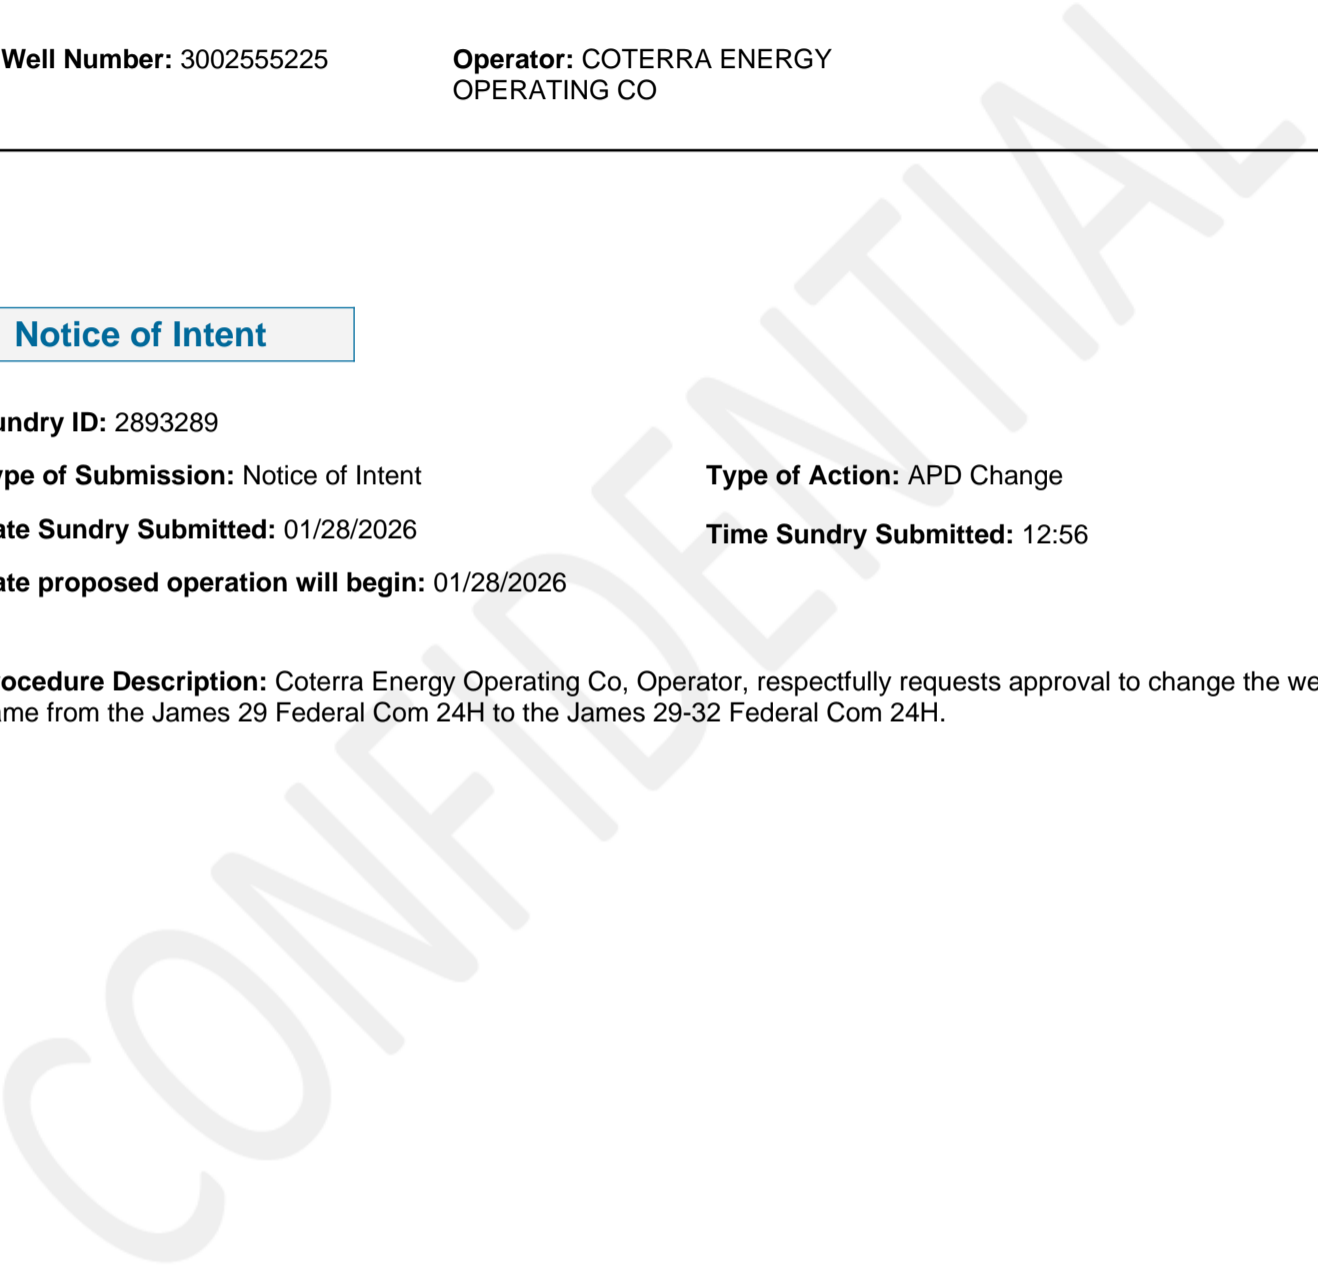 Well Number: 3002555225 Operator: COTERRA ENERGY
OPERATING CO
Notice of Intent
undry ID: 2893289
ype of Submission: Notice of Intent Type of Action: APD Change
ate Sundry Submitted: 01/28/2026 Time Sundry Submitted: 12:56
ate proposed operation will begin: 01/28/2026
ocedure Description: Coterra Energy Operating Co, Operator, respectfully requests approval to change the we
me from the James 29 Federal Com 24H to the James 29-32 Federal Com 24H.
CONFIDENTIAL